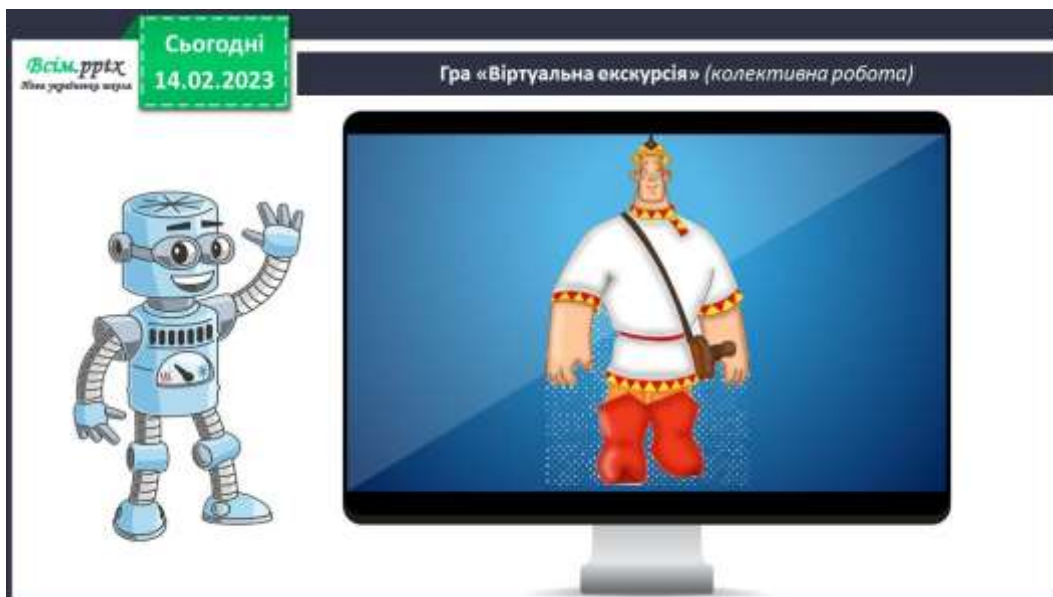 Всім.pptx
Нова українська школа
Сьогодні
14.02.2023
Гра «Віртуальна екскурсія» (колективна робота)